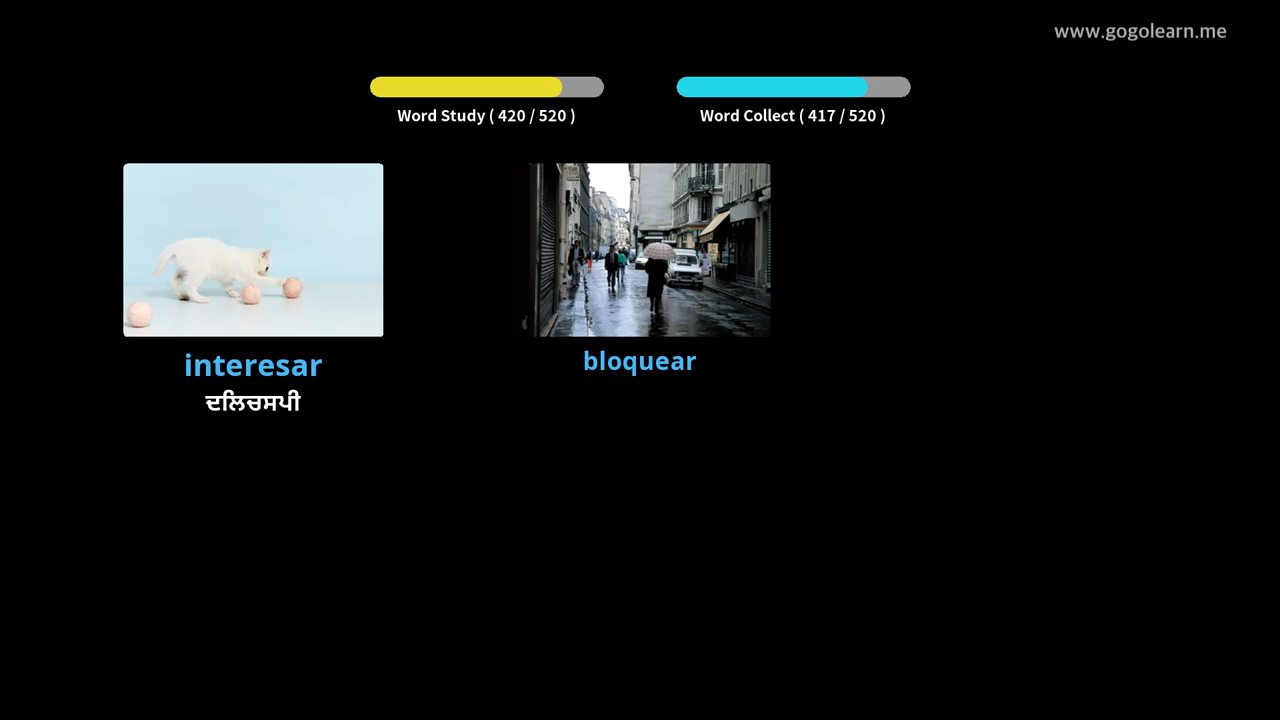 www.gogolearn.me
Word Study ( 420 / 520 )
Word Collect ( 417 / 520 )
interesar
ਦਲਿਚਸਪੀ
bloquear